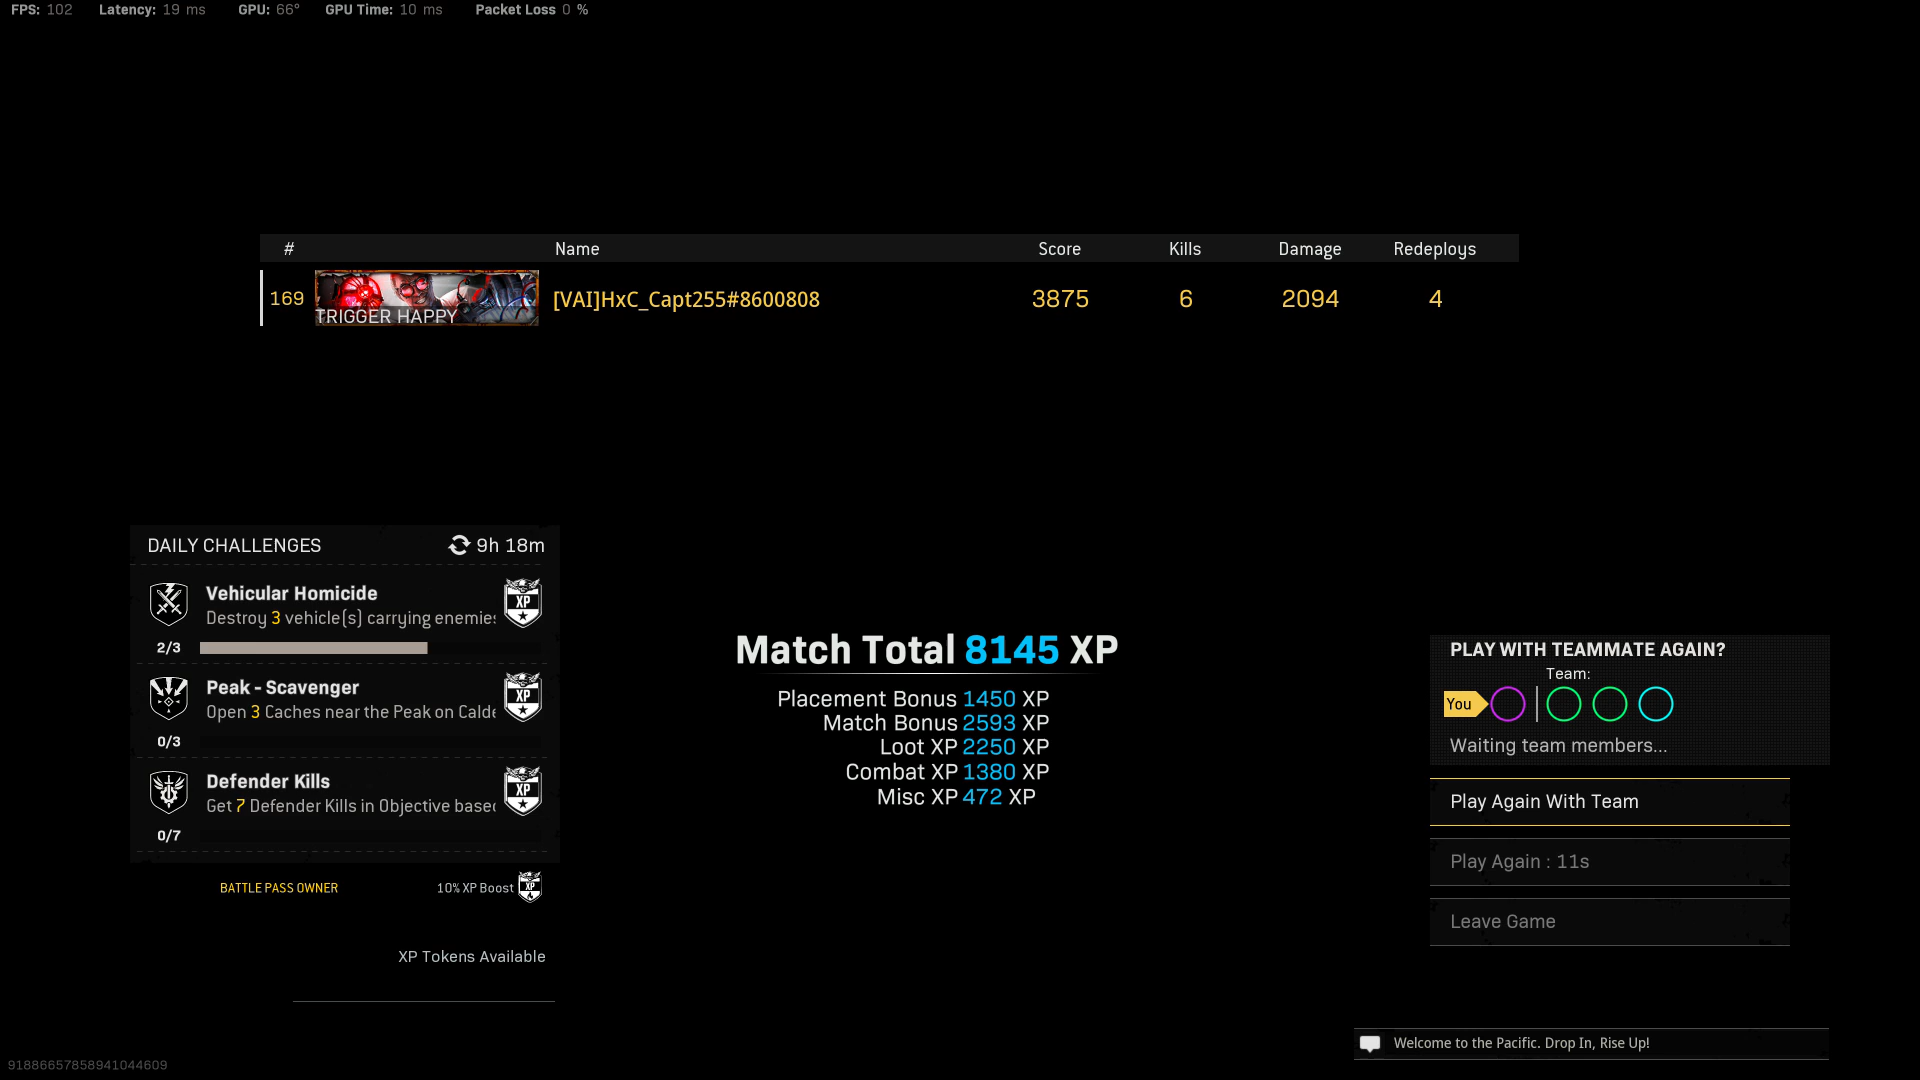 FPS: 102 Latency: 19 ms GPU: 66° GPU Time: 10 ms Packet Loss 0 %
# Name Score Kills Damage Redeploys
169 TRIGGER HAPPY [VAI]HxC_Capt255#8600808 3875 6 2094 4
DAILY CHALLENGES 9h 18m
Vehicular Homicide
XP
Destroy 3 vehicle(s) carrying enemies
2/3
Peak - Scavenger
XP
Open 3 Caches near the Peak on Calde
0/3
Defender Kills
XP
Get 7 Defender Kills in Objective based
0/7
BATTLE PASS OWNER 10% XP Boost XP
XP Tokens Available
Match Total 8145 XP
Placement Bonus 1450 XP
Match Bonus 2593 XP
Loot XP 2250 XP
Combat XP 1380 XP
Misc XP 472 XP
PLAY WITH TEAMMATE AGAIN?
Team:
You
Waiting team members...
Play Again With Team
Play Again : 11s
Leave Game
Welcome to the Pacific. Drop In, Rise Up!
91886657858941044609